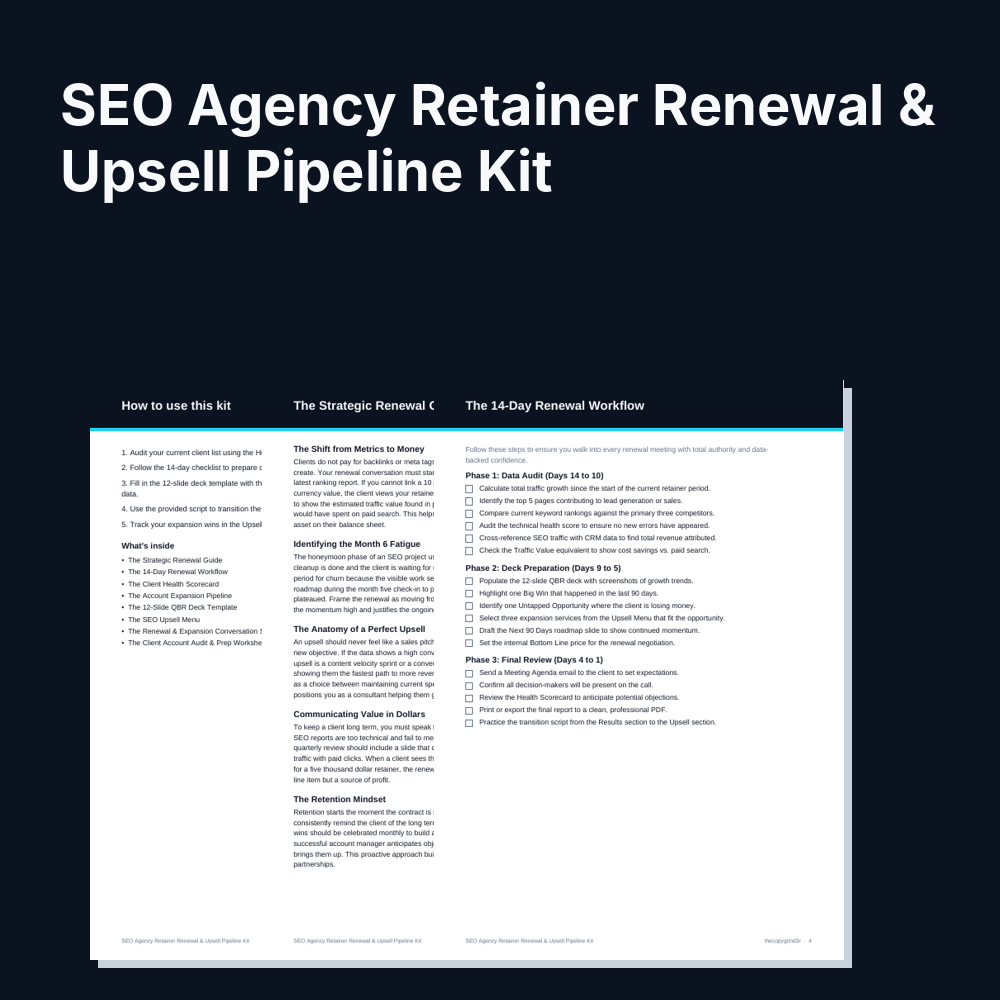 SEO Agency Retainer Renewal &
Upsell Pipeline Kit
How to use this kit
1. Audit your current client list using the
2. Follow the 14-day checklist to prepare
3. Fill in the 12-slide deck template with
data.
4. Use the provided script to transition the
5. Track your expansion wins in the Upsell
What's inside
• The Strategic Renewal Guide
• The 14-Day Renewal Workflow
• The Client Health Scorecard
• The Account Expansion Pipeline
• The 12-Slide QBR Deck Template
• The SEO Upsell Menu
• The Renewal & Expansion Conversation
• The Client Account Audit & Prep
SEO Agency Retainer Renewal & Upsell Pipeline Kit
The Strategic Renewal
The Shift from Metrics to Money
Clients do not pay for backlinks or meta tags
create. Your renewal conversation must
latest ranking report. If you cannot link a 10
currency value, the client views your
to show the estimated traffic value found in
would have spent on paid search. This helps
asset on their balance sheet.
Identifying the Month 6 Fatigue
The honeymoon phase of an SEO project
cleanup is done and the client is waiting for
period for churn because the visible work
roadmap during the month five check-in to
plateaued. Frame the renewal as moving
the momentum high and justifies the
The Anatomy of a Perfect Upsell
An upsell should never feel like a sales
new objective. If the data shows a high
upsell is a content velocity sprint or a
showing them the fastest path to more
as a choice between maintaining current
positions you as a consultant helping them
Communicating Value in Dollars
To keep a client long term, you must speak
SEO reports are too technical and fail to
quarterly review should include a slide that
traffic with paid clicks. When a client sees
for a five thousand dollar retainer, the
line item but a source of profit.
The Retention Mindset
Retention starts the moment the contract is
consistently remind the client of the long
wins should be celebrated monthly to build
successful account manager anticipates
brings them up. This proactive approach
partnerships.
SEO Agency Retainer Renewal & Upsell Pipeline Kit
The 14-Day Renewal Workflow
Follow these steps to ensure you walk into every renewal meeting with total authority and data-
backed confidence.
Phase 1: Data Audit (Days 14 to 10)
Calculate total traffic growth since the start of the current retainer period.
Identify the top 5 pages contributing to lead generation or sales.
Compare current keyword rankings against the primary three competitors.
Audit the technical health score to ensure no new errors have appeared.
Cross-reference SEO traffic with CRM data to find total revenue attributed.
Check the Traffic Value equivalent to show cost savings vs. paid search.
Phase 2: Deck Preparation (Days 9 to 5)
Populate the 12-slide QBR deck with screenshots of growth trends.
Highlight one Big Win that happened in the last 90 days.
Identify one Untapped Opportunity where the client is losing money.
Select three expansion services from the Upsell Menu that fit the opportunity.
Draft the Next 90 Days roadmap slide to show continued momentum.
Set the internal Bottom Line price for the renewal negotiation.
Phase 3: Final Review (Days 4 to 1)
Send a Meeting Agenda email to the client to set expectations.
Confirm all decision-makers will be present on the call.
Review the Health Scorecard to anticipate potential objections.
Print or export the final report to a clean, professional PDF.
Practice the transition script from the Results section to the Upsell section.
SEO Agency Retainer Renewal & Upsell Pipeline Kit
thecopygrind3r · 4